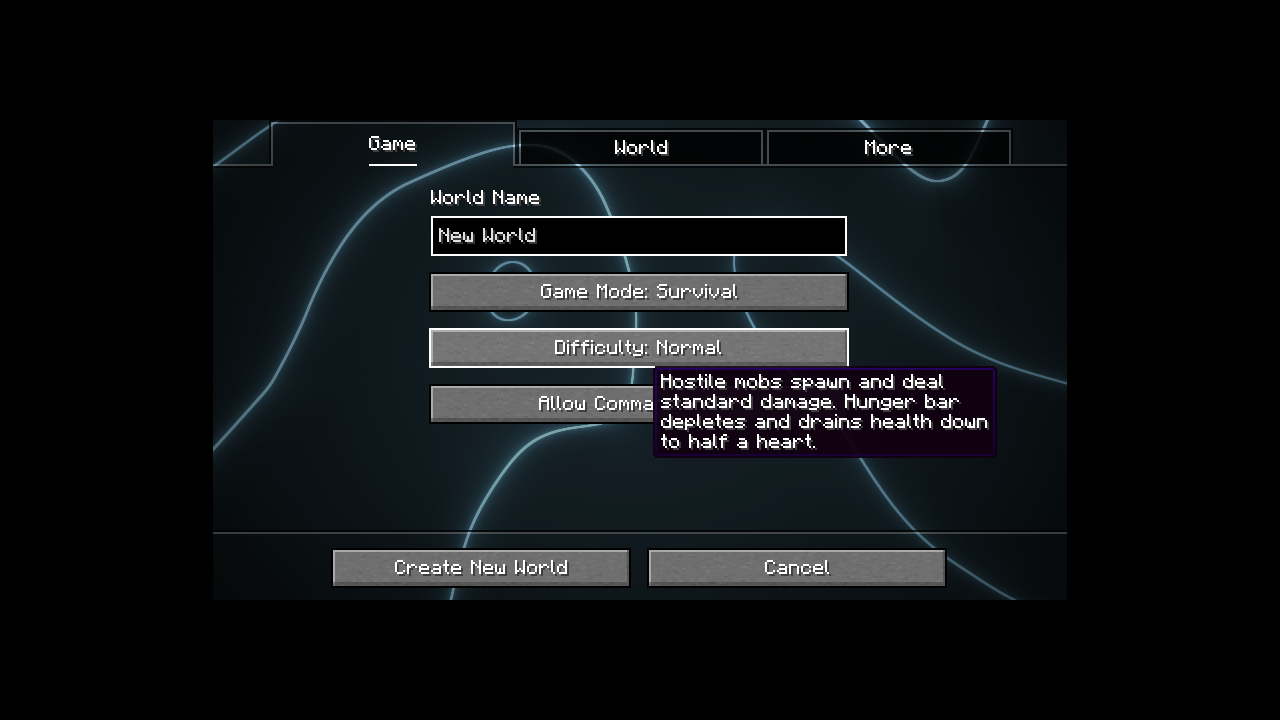 Game
World
More
World Name
New World
Game Mode: Survival
Difficulty: Normal
Allow
Hostile mobs spawn and deal
standard damage. Hunger bar
depletes and drains health down
to half a heart.
Create New World
Cancel